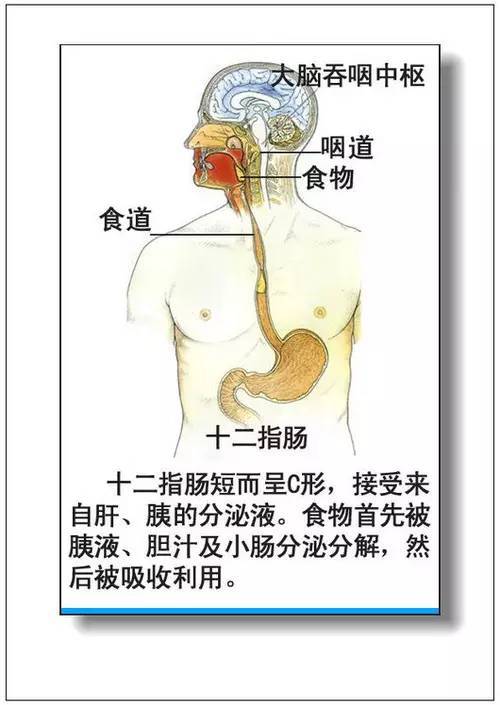 大脑吞咽中枢
咽道
食物
食道
十二指肠
十二指肠短而呈C形，接受来
自肝、胰的分泌液。食物首先被
胰液、胆汁及小肠分泌分解，然
后被吸收利用。